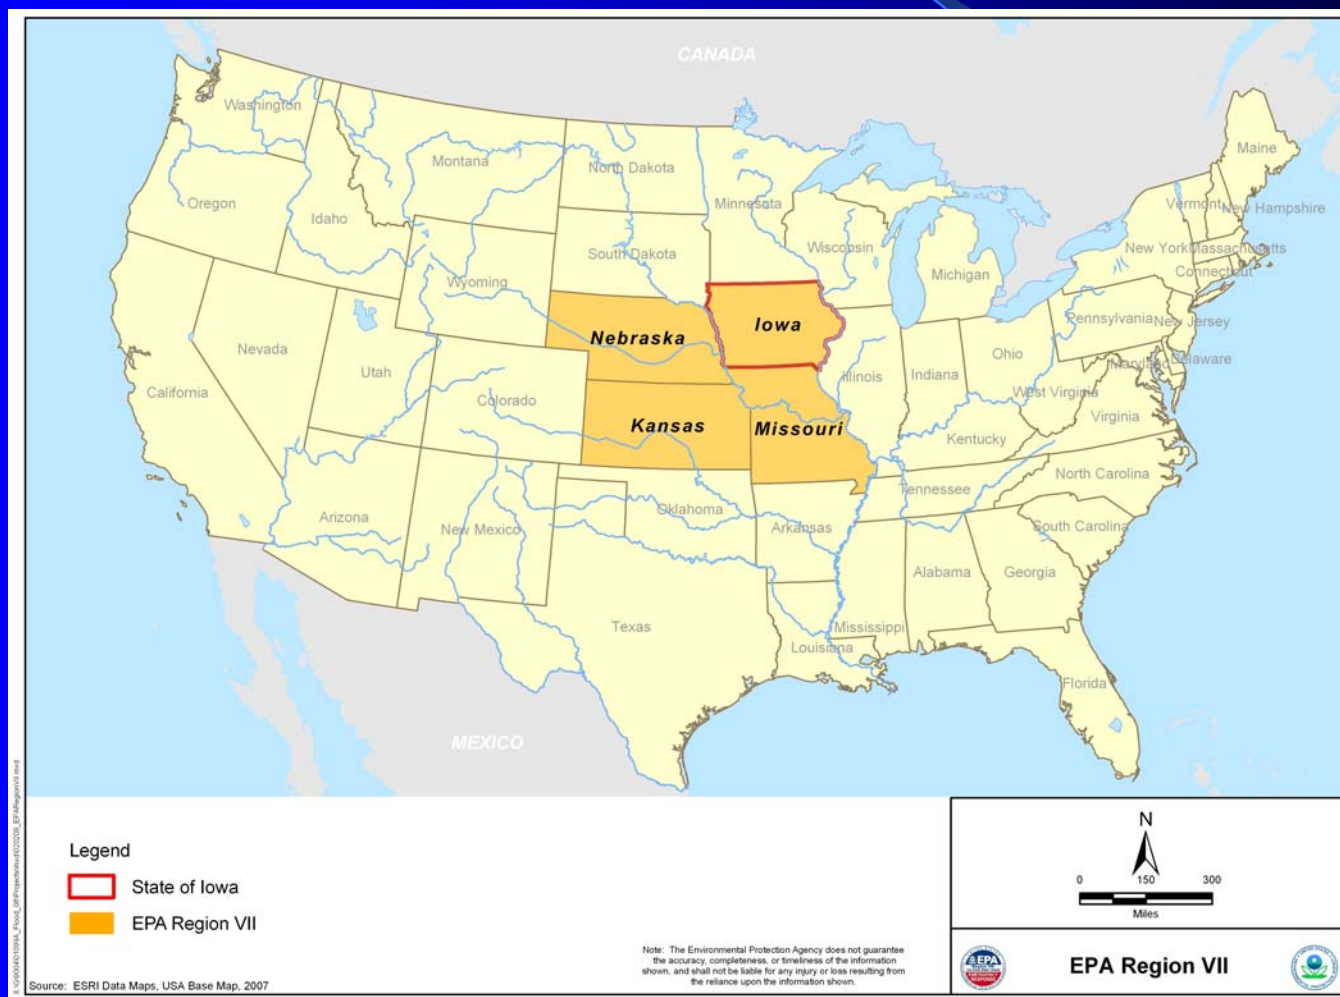 CANADA
Washington
Montana
North Dakota
Minnesota
Maine
Oregon
Idaho
Vermont
New Hampshire
South Dakota
Wisconsin
Michigan
New York
Massachusetts
Connecticut
Wyoming
Nebraska
Iowa
Pennsylvania
New Jersey
Nevada
Utah
Ohio
Maryland
Delaware
California
Colorado
Illinois
Indiana
West Virginia
Virginia
Kansas
Missouri
Kentucky
North Carolina
Tennessee
Arizona
New Mexico
Oklahoma
Arkansas
South Carolina
Alabama
Georgia
Texas
Mississippi
Louisiana
Florida
MEXICO
Legend
State of Iowa
EPA Region VII
Source: ESRI Data Maps, USA Base Map, 2007
Note: The Environmental Protection Agency does not guarantee
the accuracy, completeness, or timeliness of the information
shown, and shall not be liable for any injury or loss resulting from
the reliance upon the information shown.
N
0 150 300
Miles
EPA
EPA Region VII